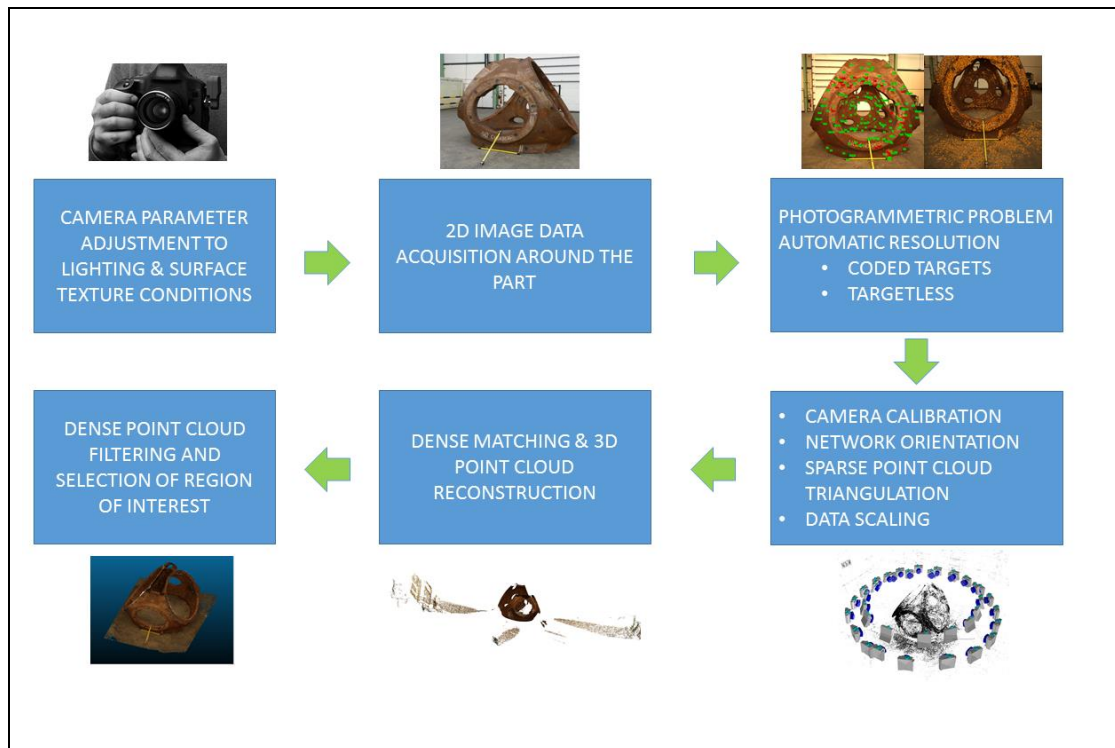 CAMERA PARAMETER
ADJUSTMENT TO
LIGHTING & SURFACE
TEXTURE CONDITIONS
2D IMAGE DATA
ACQUISITION AROUND THE
PART
PHOTOGRAMMETRIC PROBLEM
AUTOMATIC RESOLUTION
• CODED TARGETS
• TARGETLESS
• CAMERA CALIBRATION
• NETWORK ORIENTATION
• SPARSE POINT CLOUD
TRIANGULATION
• DATA SCALING
DENSE MATCHING & 3D
POINT CLOUD
RECONSTRUCTION
DENSE POINT CLOUD
FILTERING AND
SELECTION OF REGION
OF INTEREST